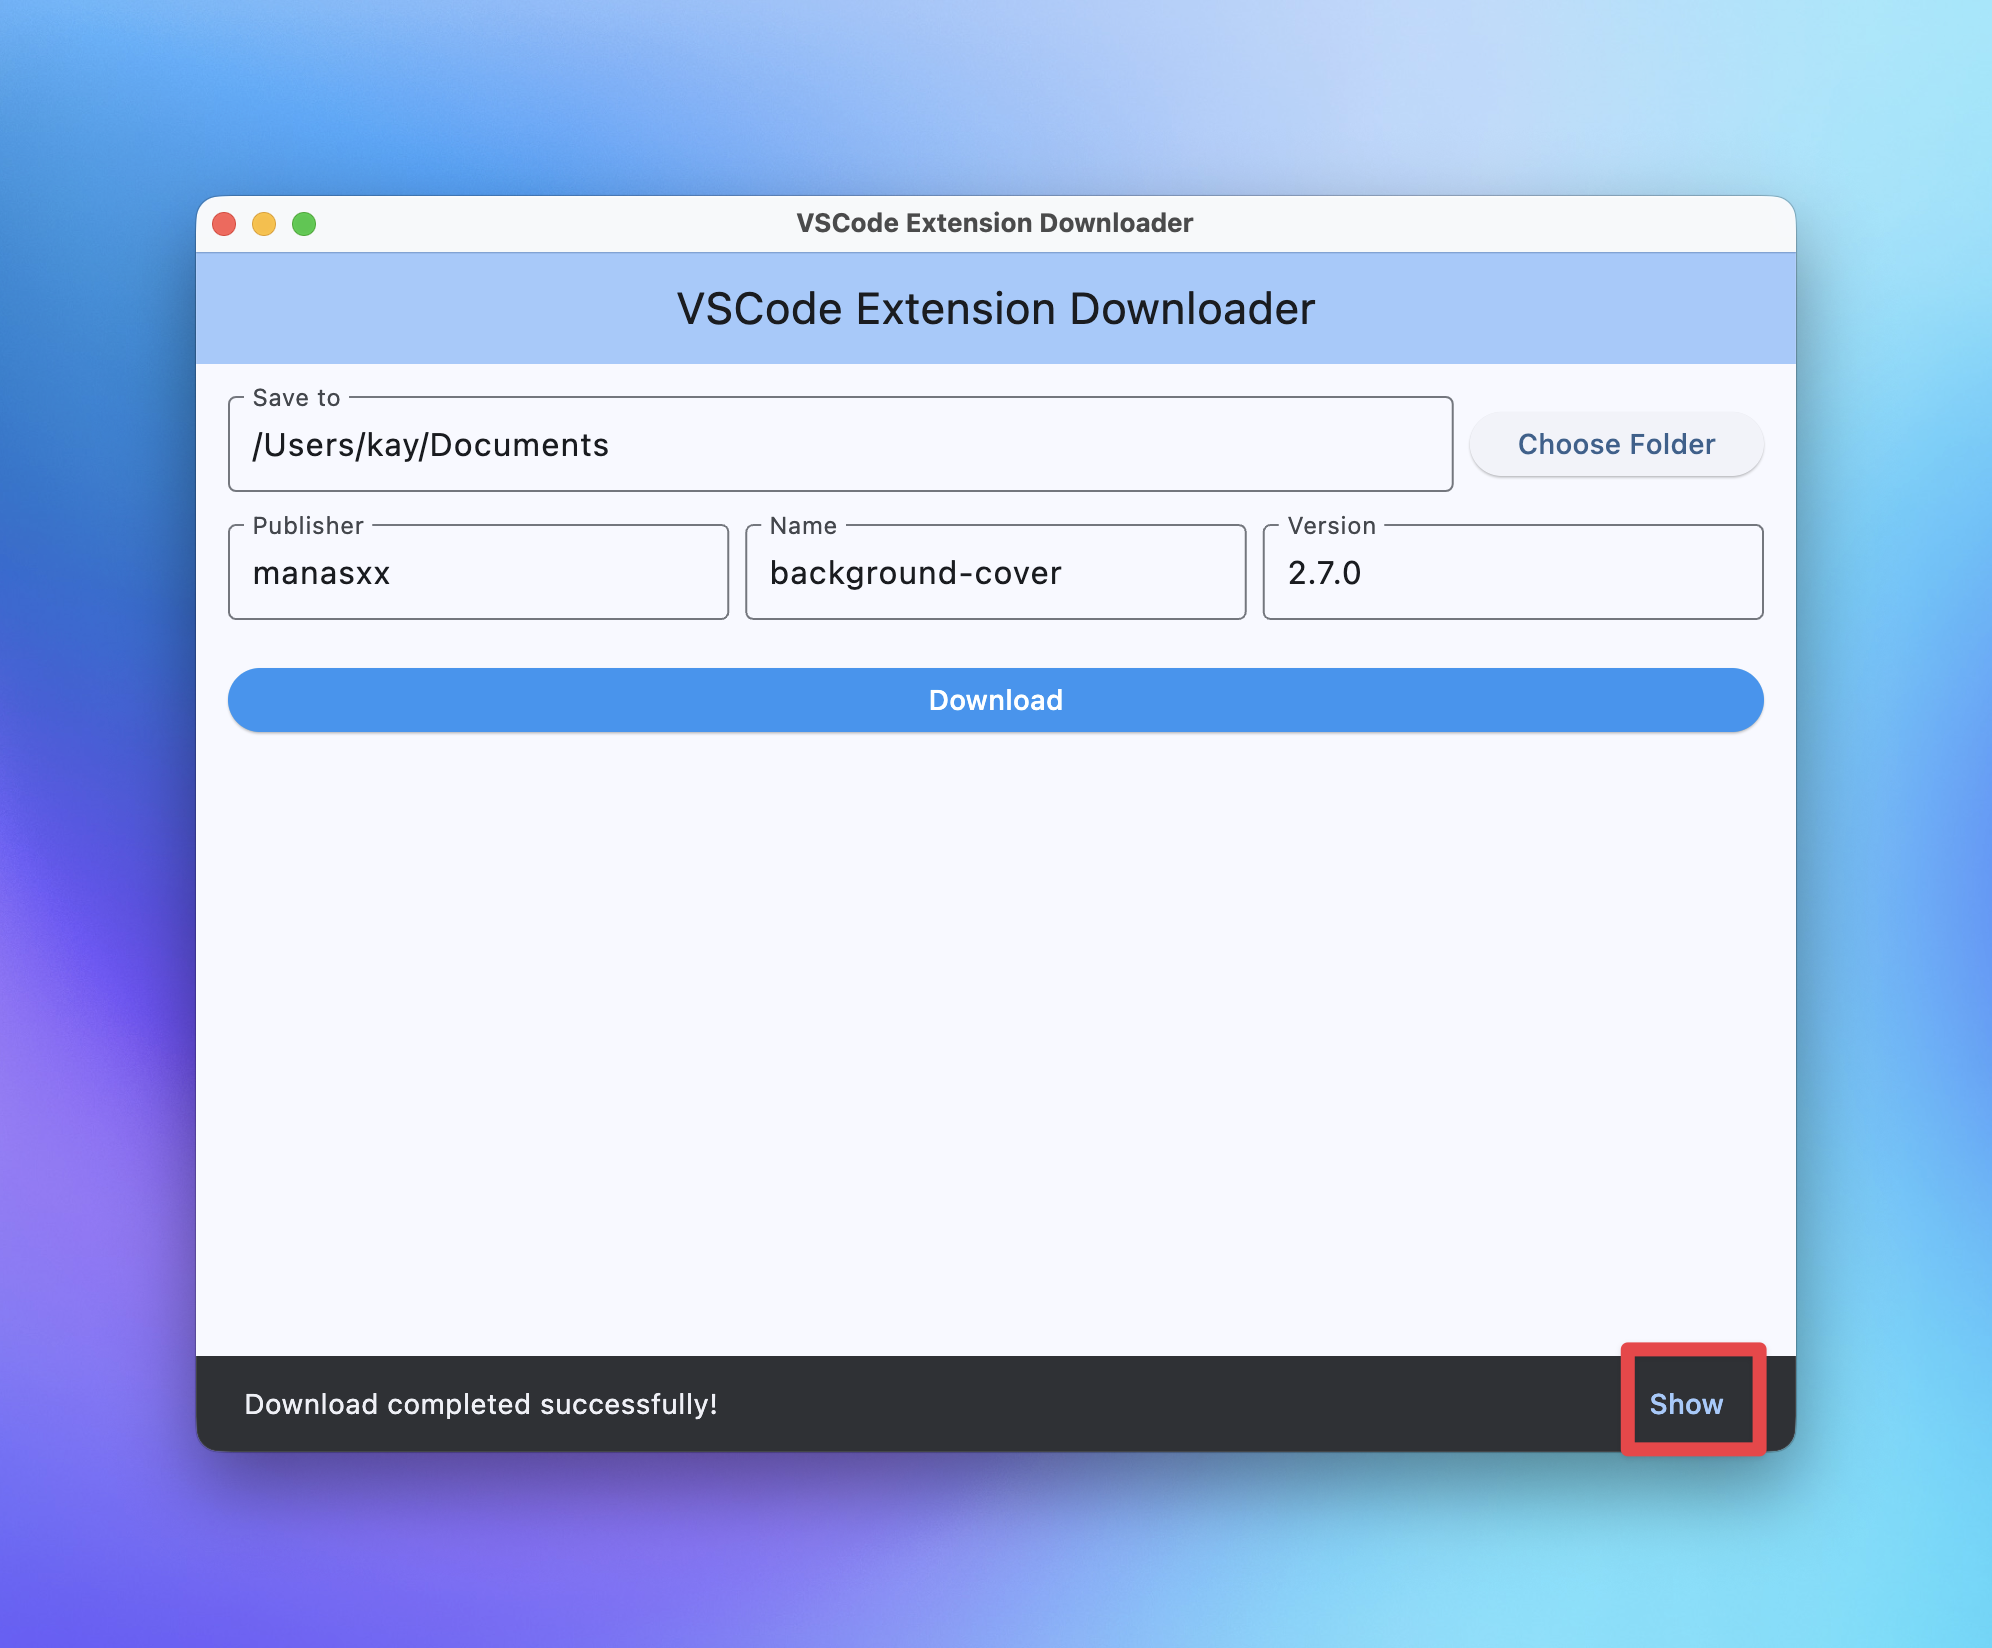 VSCode Extension Downloader
VSCode Extension Downloader
Save to
/Users/kay/Documents
Choose Folder
Publisher
manasxx
Name
background-cover
Version
2.7.0
Download
Download completed successfully!
Show